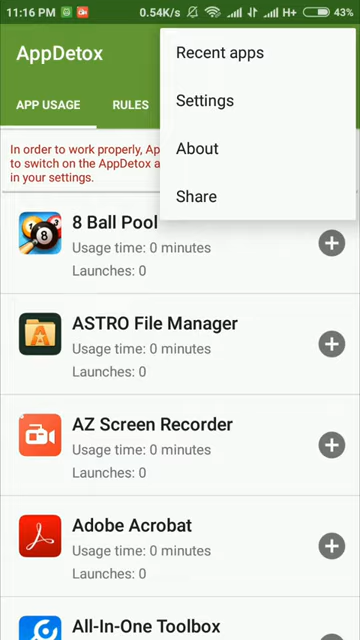 11:16 PM 0.54K/s H+ 43%
AppDetox
Recent apps
Settings
About
Share
APP USAGE RULES
In order to work properly, Ap
to switch on the AppDetox a
in your settings.
8 Ball Pool
Usage time: 0 minutes
Launches: 0
ASTRO File Manager
Usage time: 0 minutes
Launches: 0
AZ Screen Recorder
Usage time: 0 minutes
Launches: 0
Adobe Acrobat
Usage time: 0 minutes
Launches: 0
All-In-One Toolbox